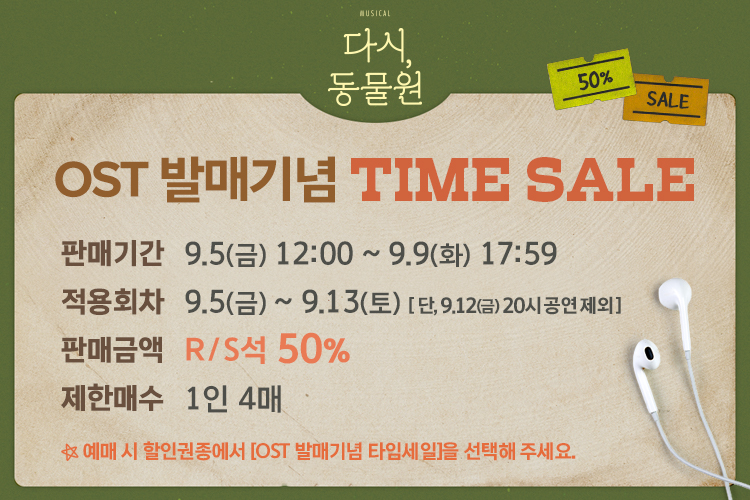 MUSICAL
다시,
동물원
50%
SALE
OST 발매기념 TIME SALE
판매기간 9.5(금) 12:00 ~ 9.9(화) 17:59
적용회차 9.5(금) ~ 9.13(토) [ 단, 9.12(금) 20시 공연 제외 ]
판매금액 R / S석 50%
제한매수 1인 4매
☆ 예매 시 할인권종에서 [OST 발매기념 타임세일]을 선택해 주세요.